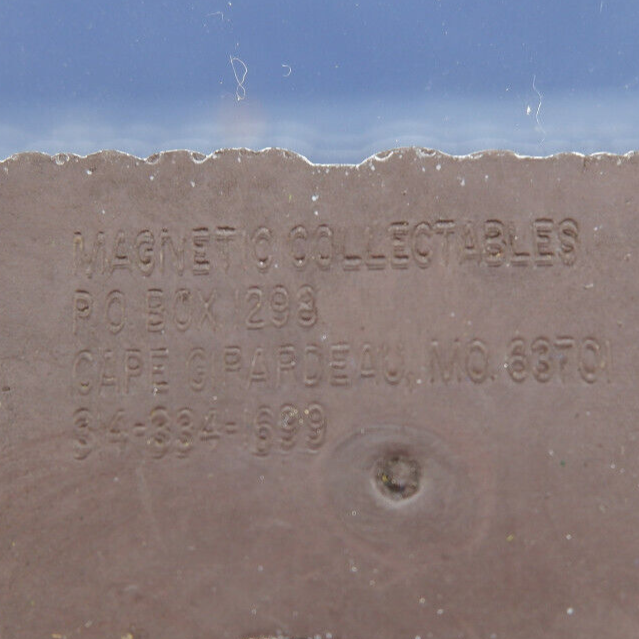 MAGNETIC COLLECTABLES
P.O. BOX 1298
CAPE GIRARDEAU, MO. 63701
314-334-1699